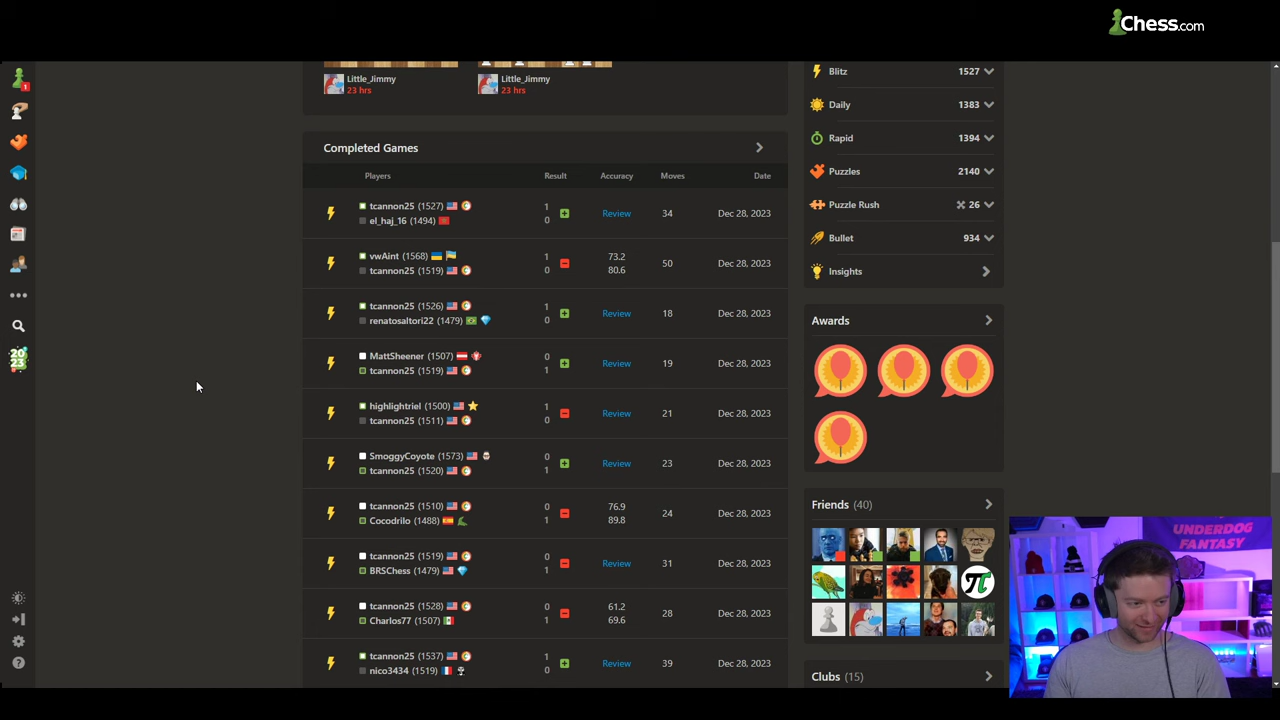 Chess.com
Little_Jimmy
23 hrs
Little_Jimmy
23 hrs
1
2023
Completed Games
Players Result Accuracy Moves Date
tcannon25 (1527) 1
el_haj_16 (1494) 0
Review 34 Dec 28, 2023
vwAint (1568) 1 73.2
tcannon25 (1519) 0 80.6
50 Dec 28, 2023
tcannon25 (1526) 1
renatosaltori22 (1479) 0
Review 18 Dec 28, 2023
MattSheener (1507) 0
tcannon25 (1519) 1
Review 19 Dec 28, 2023
highlightriel (1500) 1
tcannon25 (1511) 0
Review 21 Dec 28, 2023
SmoggyCoyote (1573) 0
tcannon25 (1520) 1
Review 23 Dec 28, 2023
tcannon25 (1510) 0 76.9
Cocodrilo (1488) 1 89.8
24 Dec 28, 2023
tcannon25 (1519) 0
BRSChess (1479) 1
Review 31 Dec 28, 2023
tcannon25 (1528) 0 61.2
Charlos77 (1507) 1 69.6
28 Dec 28, 2023
tcannon25 (1537) 1
nico3434 (1519) 0
Review 39 Dec 28, 2023
Blitz 1527
Daily 1383
Rapid 1394
Puzzles 2140
Puzzle Rush 26
Bullet 934
Insights
Awards
Friends (40)
Clubs (15)
UNDERDOG
FANTASY